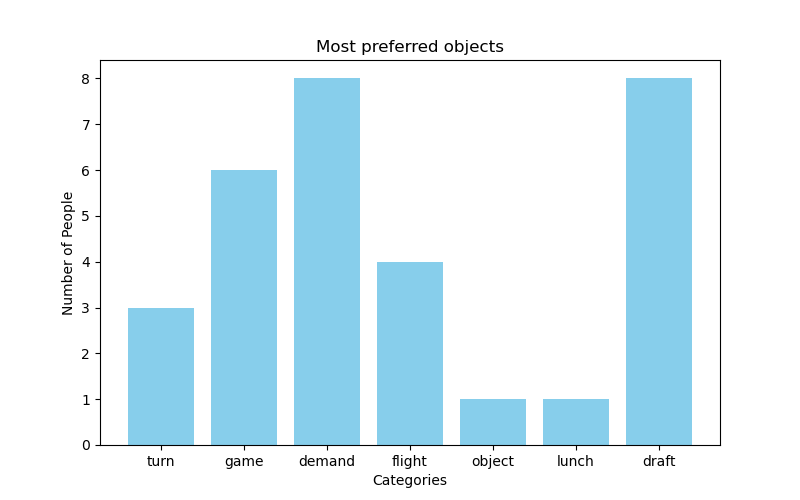 Most preferred objects
Number of People
8
7
6
5
4
3
2
1
0
turn game demand flight object lunch draft
Categories